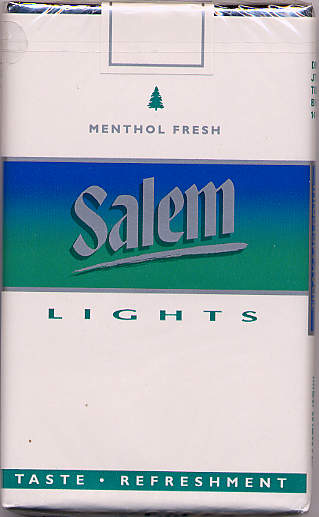 MENTHOL FRESH
Salem
LIGHTS
TASTE • REFRESHMENT